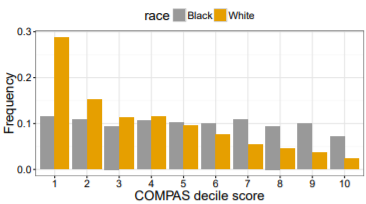 race Black White
0.3
0.2
0.1
0.0
Frequency
1 2 3 4 5 6 7 8 9 10
COMPAS decile score